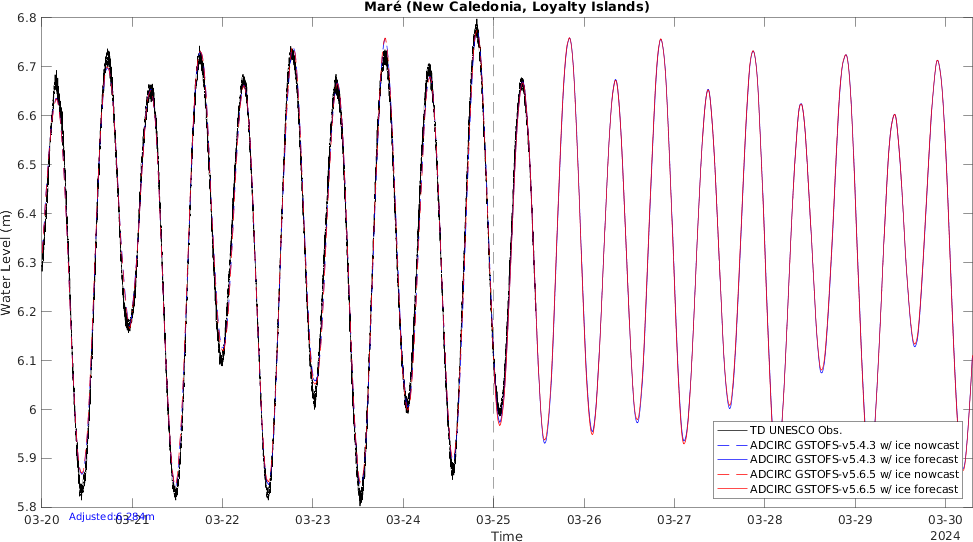 Maré (New Caledonia, Loyalty Islands)
Water Level (m)
6.8
6.7
6.6
6.5
6.4
6.3
6.2
6.1
6
5.9
5.8
TD UNESCO Obs.
ADCIRC GSTOFS-v5.4.3 w/ ice nowcast
ADCIRC GSTOFS-v5.4.3 w/ ice forecast
ADCIRC GSTOFS-v5.6.5 w/ ice nowcast
ADCIRC GSTOFS-v5.6.5 w/ ice forecast
03-20 03-21 03-22 03-23 03-24 03-25 03-26 03-27 03-28 03-29 03-30
Adjusted:6.284m
Time
2024